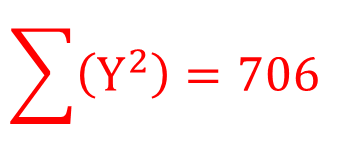 ∑(Y²) = 706